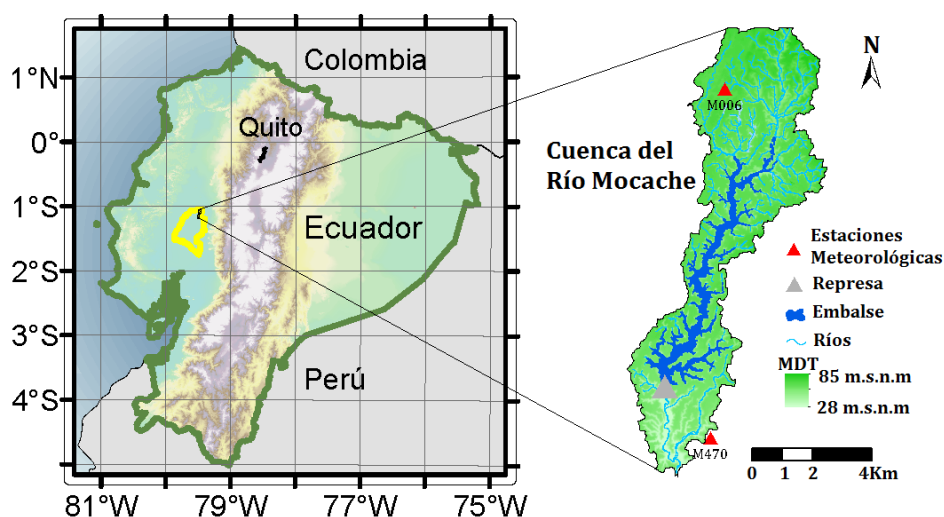 Colombia
1°N
0°
1°S
2°S
3°S
4°S
Quito
Ecuador
Perú
81°W
79°W
77°W
75°W
Cuenca del
Río Mocache
N
M006
M470
Estaciones
Meteorológicas
Represa
Embalse
Ríos
MDT
85 m.s.n.m
28 m.s.n.m
0 1 2 4Km